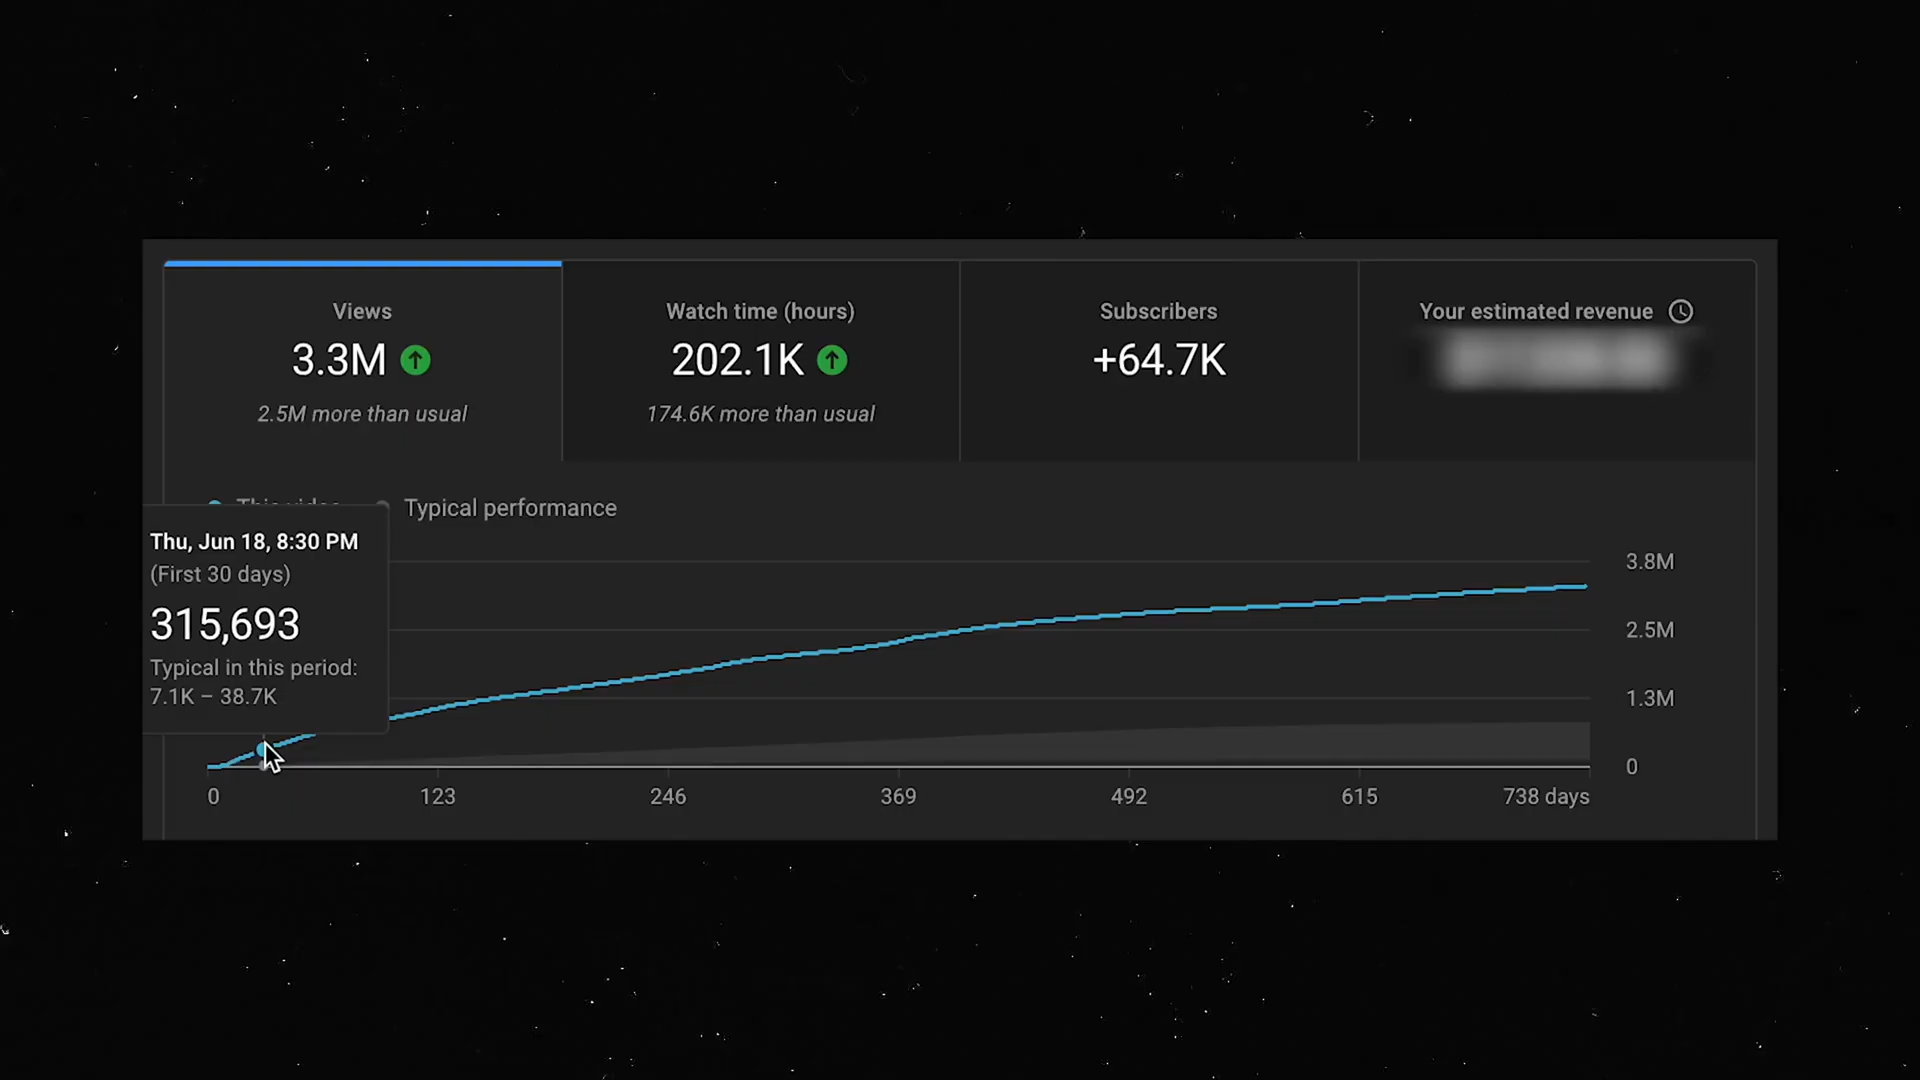 Views
3.3M
2.5M more than usual
Watch time (hours)
202.1K
174.6K more than usual
Subscribers
+64.7K
Your estimated revenue
Typical performance
Thu, Jun 18, 8:30 PM
(First 30 days)
315,693
Typical in this period:
7.1K – 38.7K
3.8M
2.5M
1.3M
0
0 123 246 369 492 615 738 days